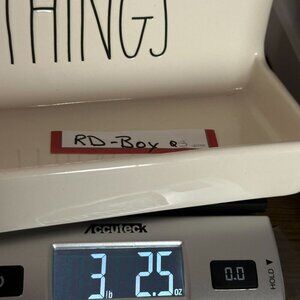 THINGS
RD-Box
Accuteck
3 lb 2.5 oz
0.0
HOLD